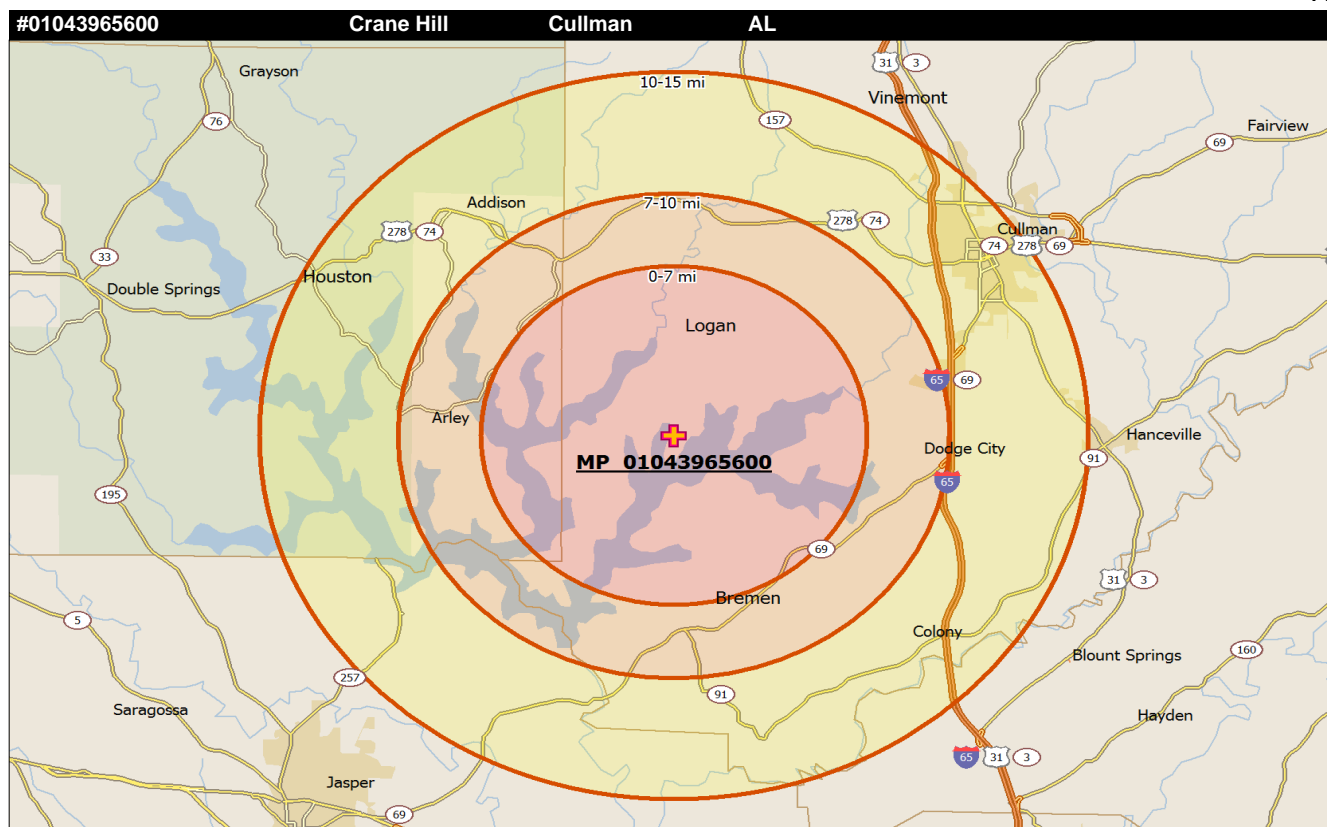 #01043965600 Crane Hill Cullman AL
Grayson
10-15 mi
31 3
Vinemont
76
157
Fairview
69
Addison
7-10 mi
278 74
278 74
Cullman
74 278 69
33
Houston
0-7 mi
Double Springs
Logan
65 69
Arley
Hanceville
Dodge City
MP 01043965600
91
65
195
69
31 3
Bremen
5
Colony
160
Blount Springs
257
91
Saragossa
Hayden
65 31 3
Jasper
69